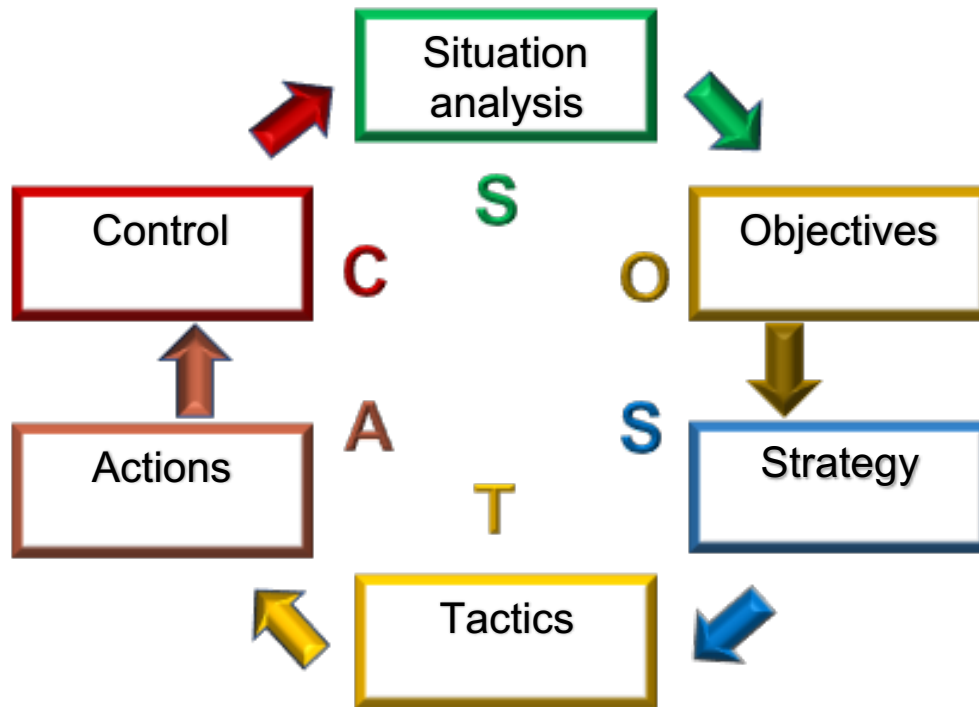 Situation
analysis
S
Objectives
O
Strategy
S
Tactics
T
Actions
A
Control
C